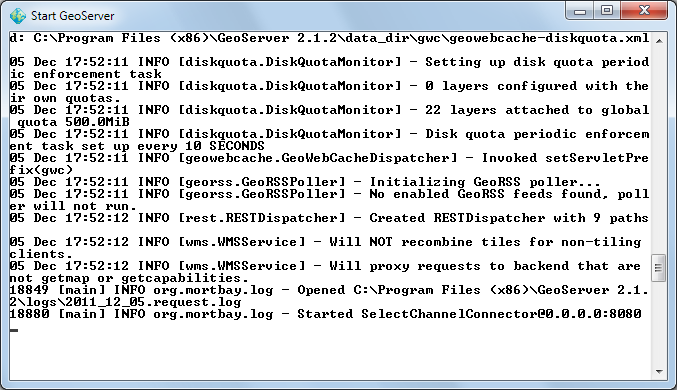 Start GeoServer
d: C:\Program Files (x86)\GeoServer 2.1.2\data_dir\gwc\geowebcache-diskquota.xml
05 Dec 17:52:11 INFO [diskquota.DiskQuotaMonitor] - Setting up disk quota period
ic enforcement task
05 Dec 17:52:11 INFO [diskquota.DiskQuotaMonitor] - 0 layers configured with the
ir own quotas.
05 Dec 17:52:11 INFO [diskquota.DiskQuotaMonitor] - 22 layers attached to global
 quota 500.0MiB
05 Dec 17:52:11 INFO [diskquota.DiskQuotaMonitor] - Disk quota periodic enforcem
ent task set up every 10 SECONDS
05 Dec 17:52:11 INFO [geowebcache.GeoWebCacheDispatcher] - Invoked setServletPre
fix(gwc)
05 Dec 17:52:11 INFO [georss.GeoRSSPoller] - Initializing GeoRSS poller...
05 Dec 17:52:11 INFO [georss.GeoRSSPoller] - No enabled GeoRSS feeds found, poll
er will not run.
05 Dec 17:52:12 INFO [rest.RESTDispatcher] - Created RESTDispatcher with 9 paths
05 Dec 17:52:12 INFO [wms.WMSService] - Will NOT recombine tiles for non-tiling
clients.
05 Dec 17:52:12 INFO [wms.WMSService] - Will proxy requests to backend that are
not getmap or getcapabilities.
18849 [main] INFO org.mortbay.log - Opened C:\Program Files (x86)\GeoServer 2.1.
2\logs\2011_12_05.request.log
18880 [main] INFO org.mortbay.log - Started SelectChannelConnector@0.0.0.0:8080